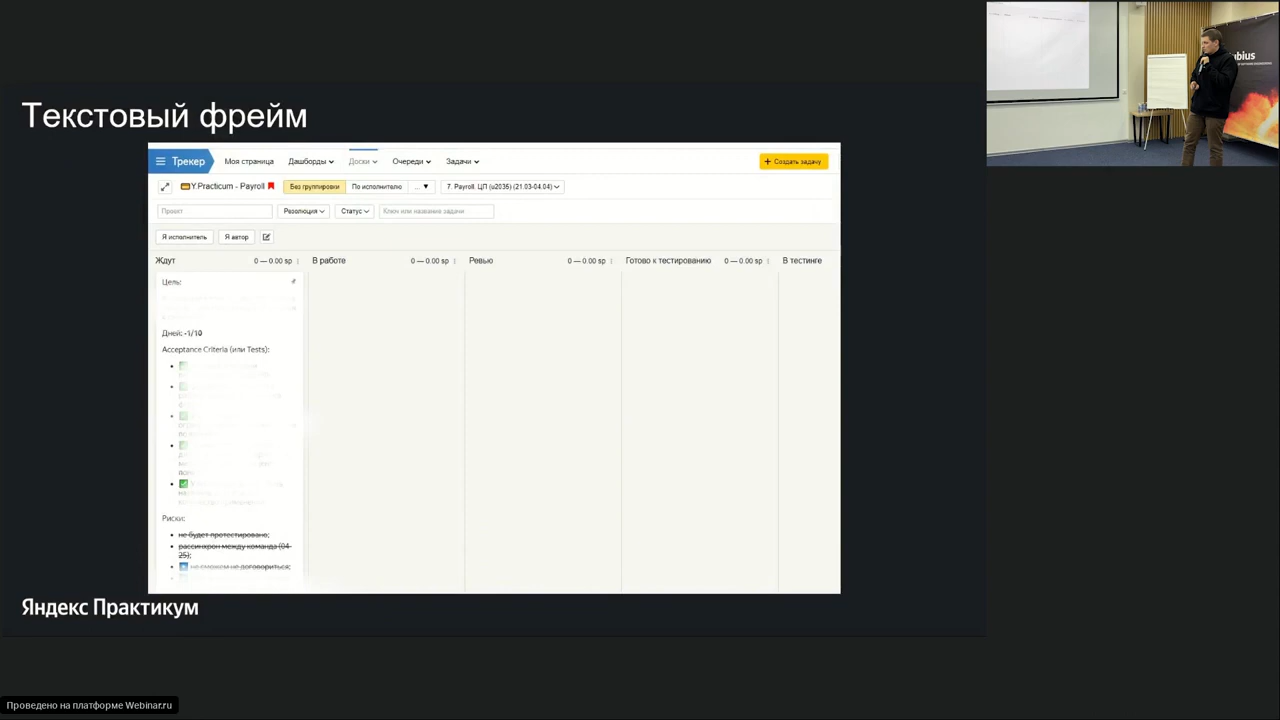 Текстовый фрейм
Трекер Моя страница Дашборды Доски Очереди Задачи + Создать задачу
Y.Practicum - Payroll Без группировки По исполнителю ... 7. Payroll. ЦП (u2035) (21.03-04.04)
Проект Резолюция Статус Ключ или название задачи
Я исполнитель Я автор
Ждут 0 — 0.00 sp В работе 0 — 0.00 sp Ревью 0 — 0.00 sp Готово к тестированию 0 — 0.00 sp В тестинге
Цель:
Дней: -1/10
Acceptance Criteria (или Tests):
Риски:
не будет протестировано;
рассинхрон между команда (04-
25);
не сможем не договориться;
Яндекс Практикум
Проведено на платформе Webinar.ru
bius